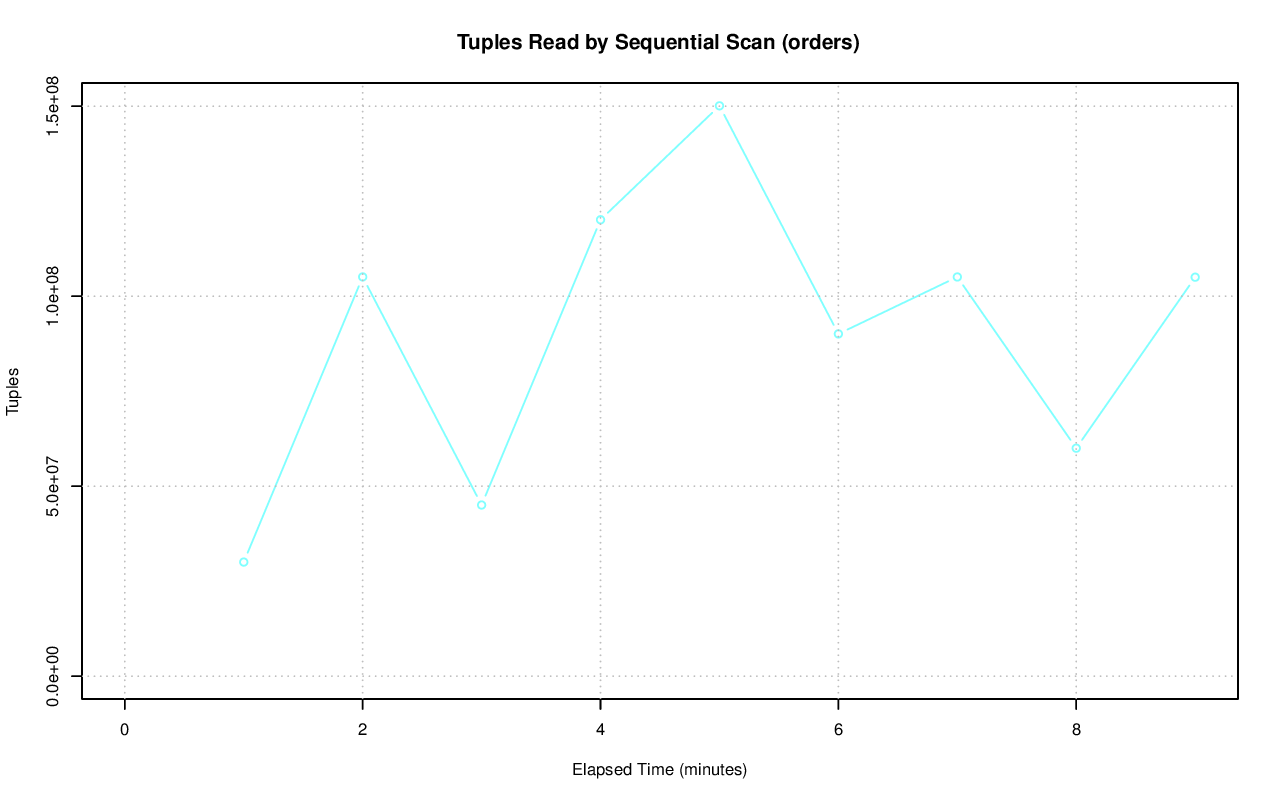 Tuples Read by Sequential Scan (orders)
1.5e+08
1.0e+08
5.0e+07
0.0e+00
Tuples
0 2 4 6 8
Elapsed Time (minutes)